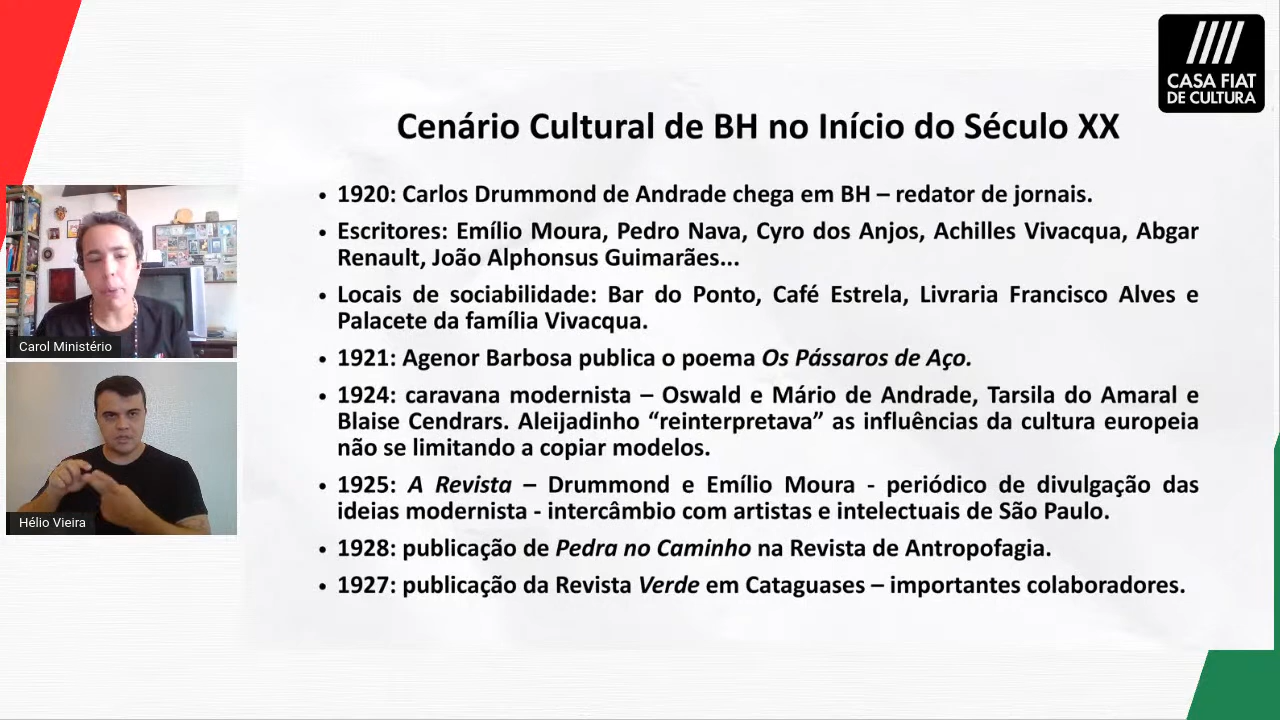 CASA FIAT
DE CULTURA
Cenário Cultural de BH no Início do Século XX
• 1920: Carlos Drummond de Andrade chega em BH – redator de jornais.
• Escritores: Emílio Moura, Pedro Nava, Cyro dos Anjos, Achilles Vivacqua, Abgar
Renault, João Alphonsus Guimarães...
• Locais de sociabilidade: Bar do Ponto, Café Estrela, Livraria Francisco Alves e
Palacete da família Vivacqua.
• 1921: Agenor Barbosa publica o poema Os Pássaros de Aço.
• 1924: caravana modernista – Oswald e Mário de Andrade, Tarsila do Amaral e
Blaise Cendrars. Aleijadinho “reinterpretava” as influências da cultura europeia
não se limitando a copiar modelos.
• 1925: A Revista – Drummond e Emílio Moura - periódico de divulgação das
ideias modernista - intercâmbio com artistas e intelectuais de São Paulo.
• 1928: publicação de Pedra no Caminho na Revista de Antropofagia.
• 1927: publicação da Revista Verde em Cataguases – importantes colaboradores.
Carol Ministério
Hélio Vieira